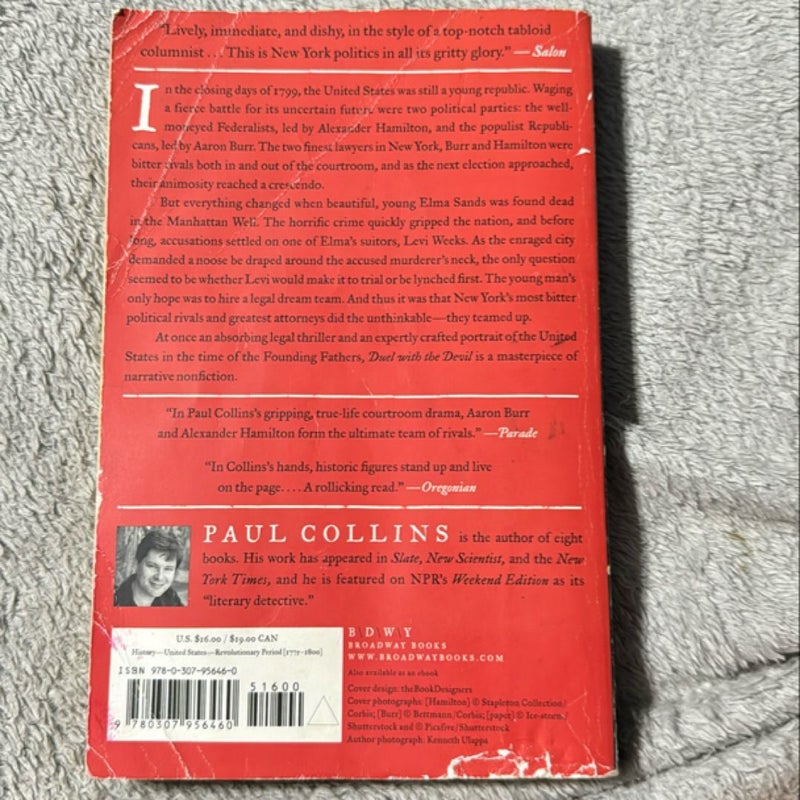 “Lively, immediate, and dishy, in the style of a top-notch tabloid
columnist . . . This is New York politics in all its gritty glory.” —Salon
In the closing days of 1799, the United States was still a young republic. Waging
a fierce battle for its uncertain future were two political parties: the well-
moneyed Federalists, led by Alexander Hamilton, and the populist Republi-
cans, led by Aaron Burr. The two finest lawyers in New York, Burr and Hamilton were
bitter rivals both in and out of the courtroom, and as the next election approached,
their animosity reached a crescendo.
But everything changed when beautiful, young Elma Sands was found dead
in the Manhattan Well. The horrific crime quickly gripped the nation, and before
long, accusations settled on one of Elma’s suitors, Levi Weeks. As the enraged city
demanded a noose be draped around the accused murderer’s neck, the only question
seemed to be whether Levi would make it to trial or be lynched first. The young man’s
only hope was to hire a legal dream team. And thus it was that New York’s most bitter
political rivals and greatest attorneys did the unthinkable—they teamed up.
At once an absorbing legal thriller and an expertly crafted portrait of the United
States in the time of the Founding Fathers, Duel with the Devil is a masterpiece of
narrative nonfiction.
“In Paul Collins’s gripping, true-life courtroom drama, Aaron Burr
and Alexander Hamilton form the ultimate team of rivals.” —Parade
“In Collins’s hands, historic figures stand up and live
on the page. . . . A rollicking read.” —Oregonian
PAUL COLLINS is the author of eight
books. His work has appeared in Slate, New Scientist, and the New
York Times, and he is featured on NPR’s Weekend Edition as its
“literary detective.”
U.S. $16.00 / $19.00 CAN
History—United States—Revolutionary Period [1775–1800]
ISBN 978-0-307-95646-0
51600
9 780307 956460
B\D\W\Y
BROADWAY BOOKS
WWW.BROADWAYBOOKS.COM
Also available as an ebook
Cover design: theBookDesigners
Cover photographs: [Hamilton] © Stapleton Collection/
Corbis; [Burr] © Bettmann/Corbis; [paper] © Ice-storm/
Shutterstock and © Picsfive/Shutterstock
Author photograph: Kenneth Ulappa